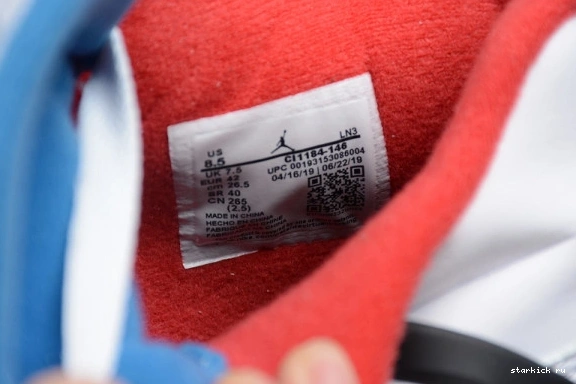 US
8.5
UK 7.5
EUR 42
cm 26.5
BR 40
CN 265
(2.5)
LN3
CI1184-146
UPC 00193153086004
04/16/19 06/22/19
MADE IN CHINA
HECHO EN CHINA
starkick ru